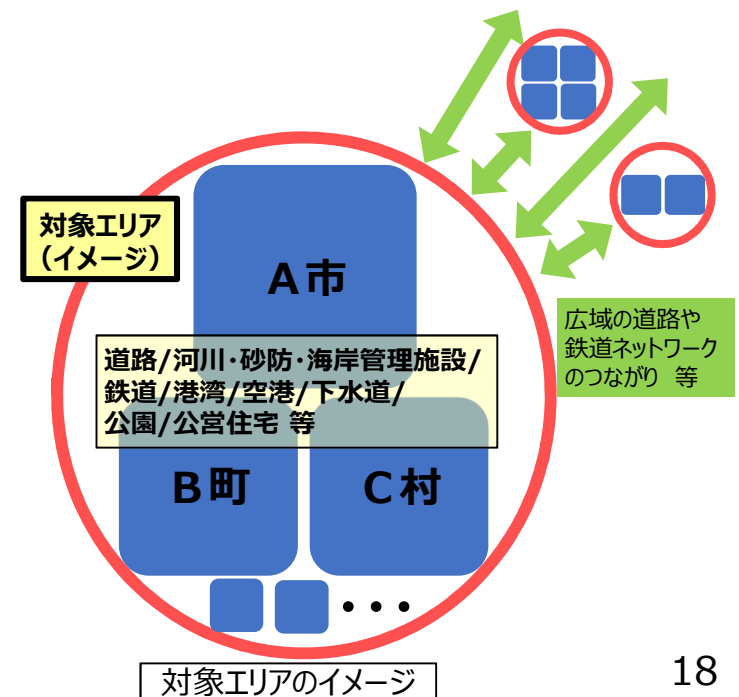 対象エリア
（イメージ）
A市
道路/河川・砂防・海岸管理施設/
鉄道/港湾/空港/下水道/
公園/公営住宅 等
B町
C村
・・・
広域の道路や
鉄道ネットワーク
のつながり 等
対象エリアのイメージ
18